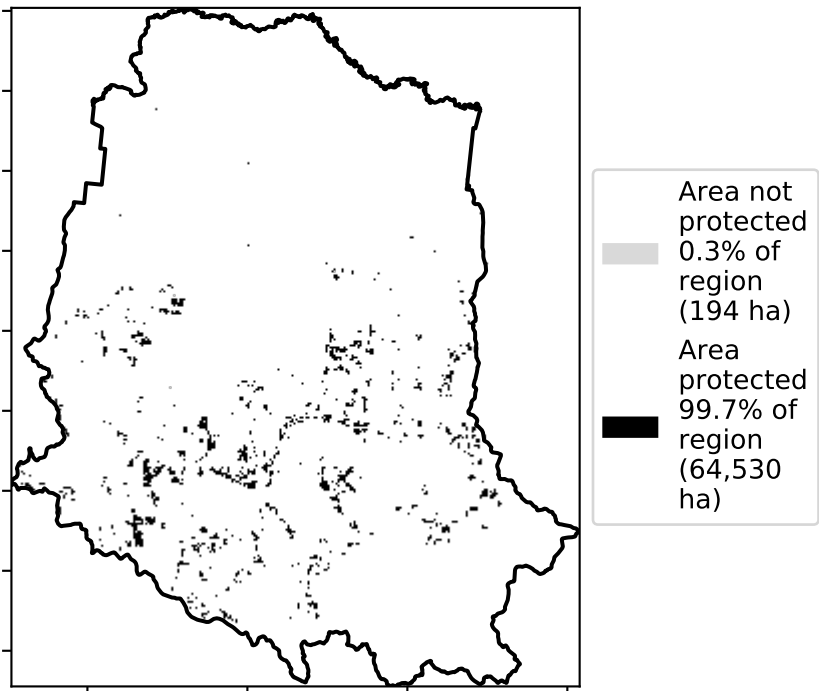 Area not
protected
0.3% of
region
(194 ha)
Area
protected
99.7% of
region
(64,530
ha)